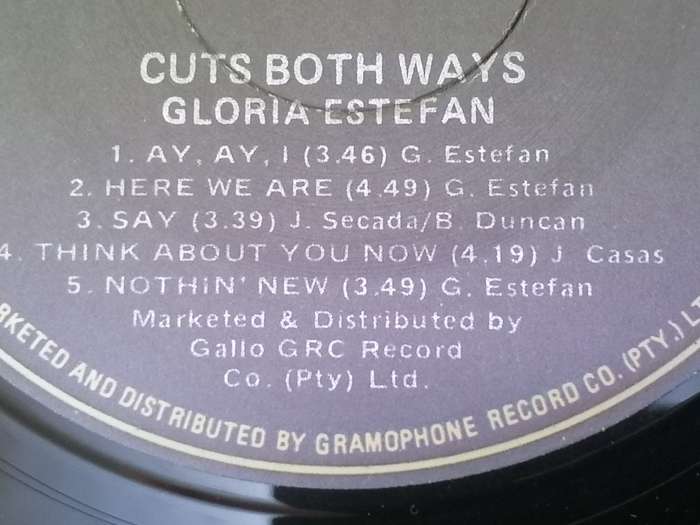 CUTS BOTH WAYS
GLORIA ESTEFAN
1. AY, AY, I (3.46) G. Estefan
2. HERE WE ARE (4.49) G. Estefan
3. SAY (3.39) J. Secada/B. Duncan
4. THINK ABOUT YOU NOW (4.19) J. Casas
5. NOTHIN' NEW (3.49) G. Estefan
Marketed & Distributed by
Gallo GRC Record
Co. (Pty) Ltd.
RKETED AND DISTRIBUTED BY GRAMOPHONE RECORD CO. (PTY.)